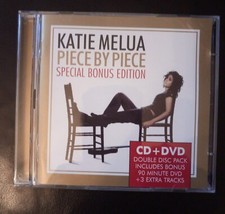 KATIE MELUA
PIECE BY PIECE
SPECIAL BONUS EDITION
CD+DVD
DOUBLE DISC PACK
INCLUDES BONUS
90 MINUTE DVD
+3 EXTRA TRACKS